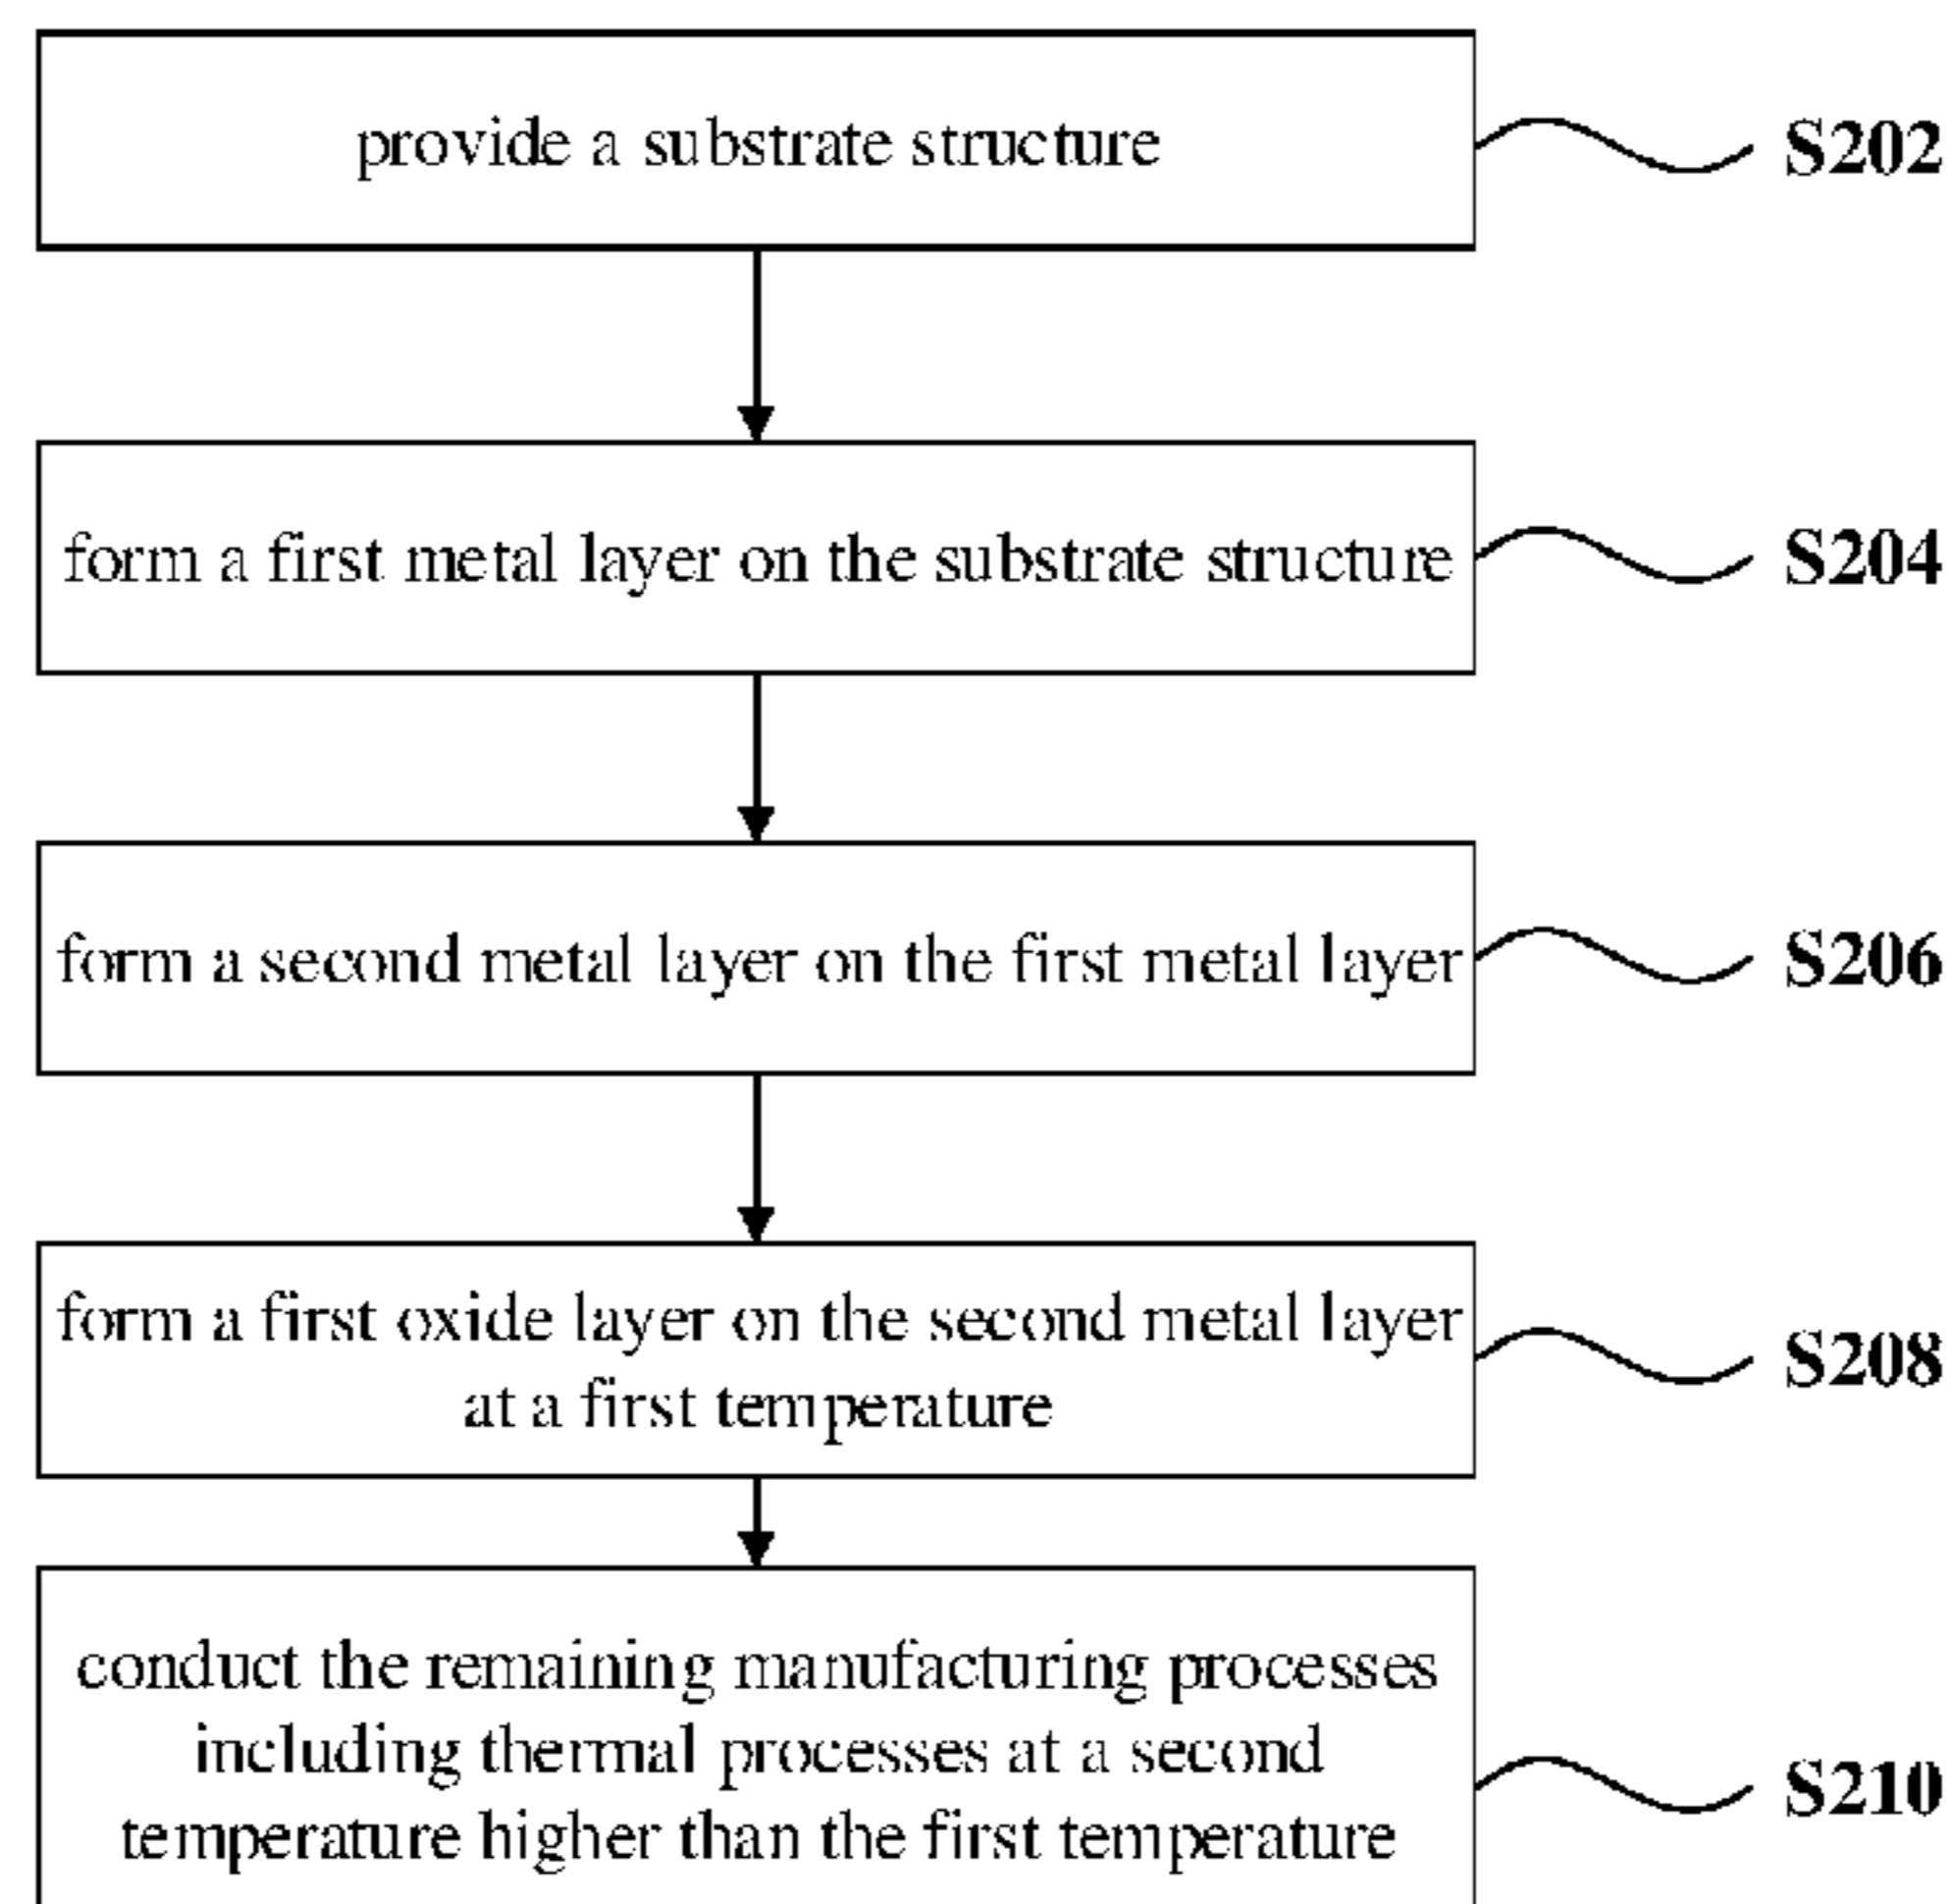 provide a substrate structure
S202
form a first metal layer on the substrate structure
S204
form a second metal layer on the first metal layer
S206
form a first oxide layer on the second metal layer
at a first temperature
S208
conduct the remaining manufacturing processes
including thermal processes at a second
temperature higher than the first temperature
S210